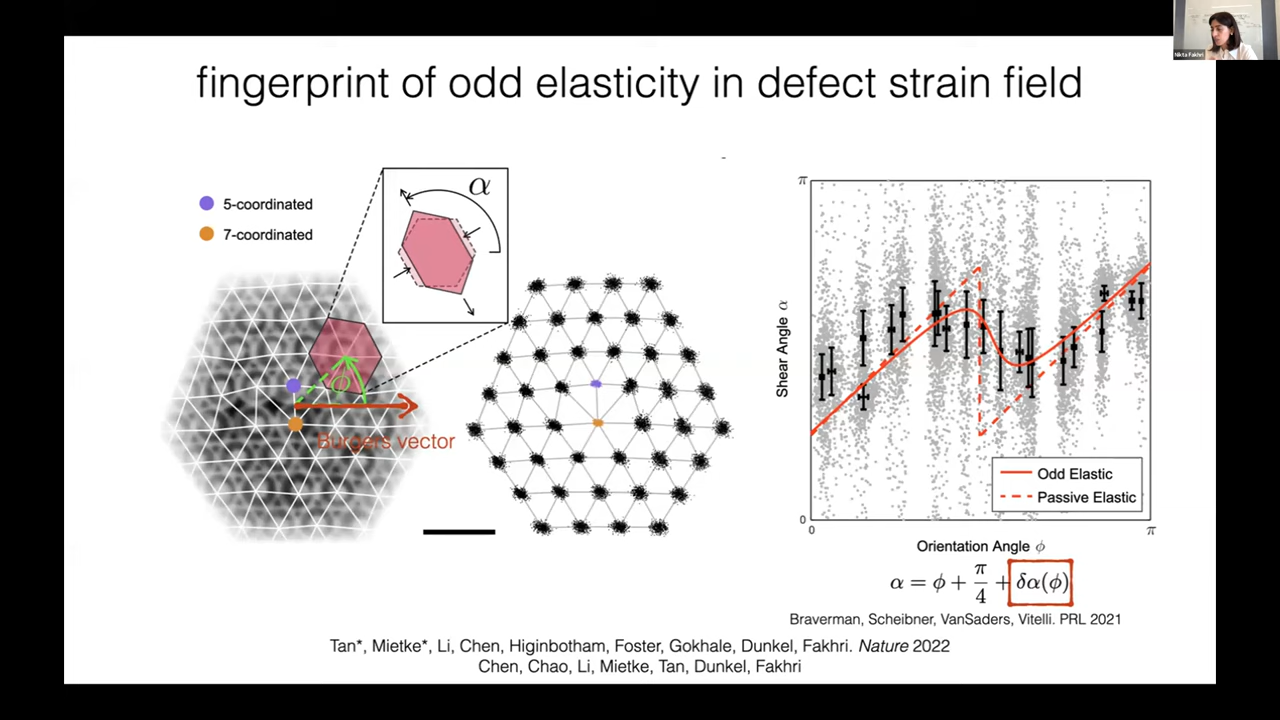 fingerprint of odd elasticity in defect strain field
Nikta Fakhri
5-coordinated
7-coordinated
α
ϕ
Burgers vector
π
Shear Angle α
0
0
π
Odd Elastic
Passive Elastic
Orientation Angle ϕ
α = ϕ + π/4 + δα(ϕ)
Braverman, Scheibner, VanSaders, Vitelli. PRL 2021
Tan*, Mietke*, Li, Chen, Higinbotham, Foster, Gokhale, Dunkel, Fakhri. Nature 2022
Chen, Chao, Li, Mietke, Tan, Dunkel, Fakhri